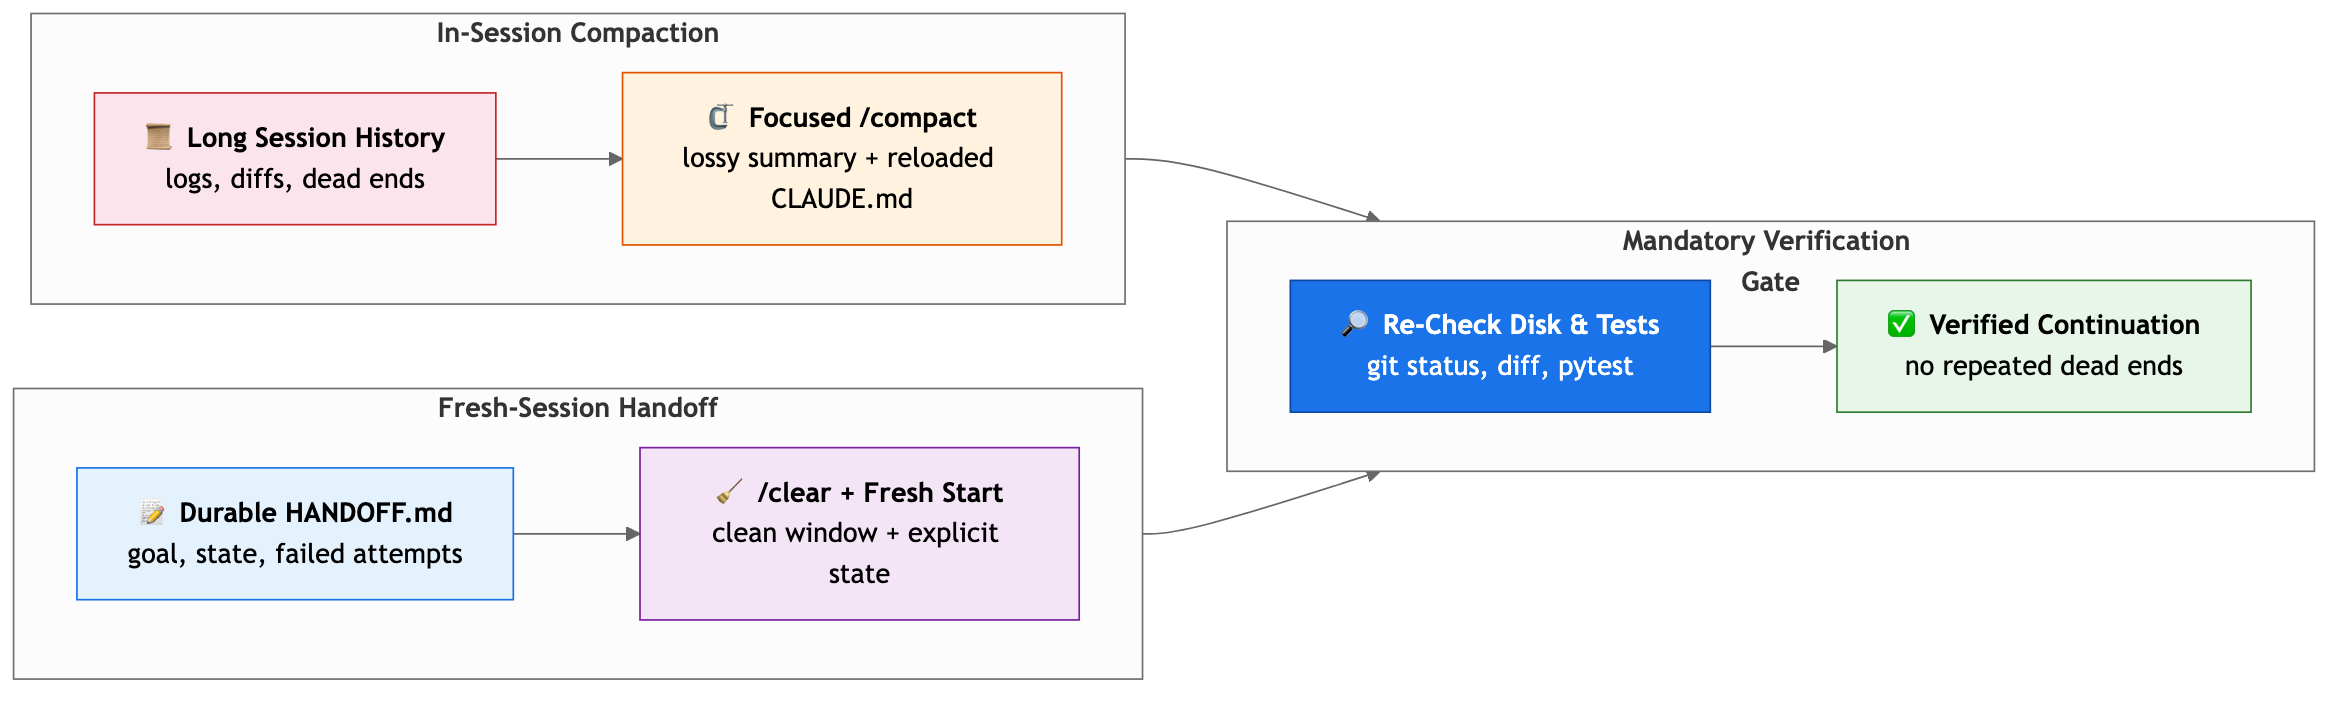 In-Session Compaction
📜 Long Session History
logs, diffs, dead ends
🗜️ Focused /compact
lossy summary + reloaded
CLAUDE.md
Fresh-Session Handoff
📝 Durable HANDOFF.md
goal, state, failed attempts
🧹 /clear + Fresh Start
clean window + explicit
state
Mandatory Verification
Gate
🔎 Re-Check Disk & Tests
git status, diff, pytest
✅ Verified Continuation
no repeated dead ends